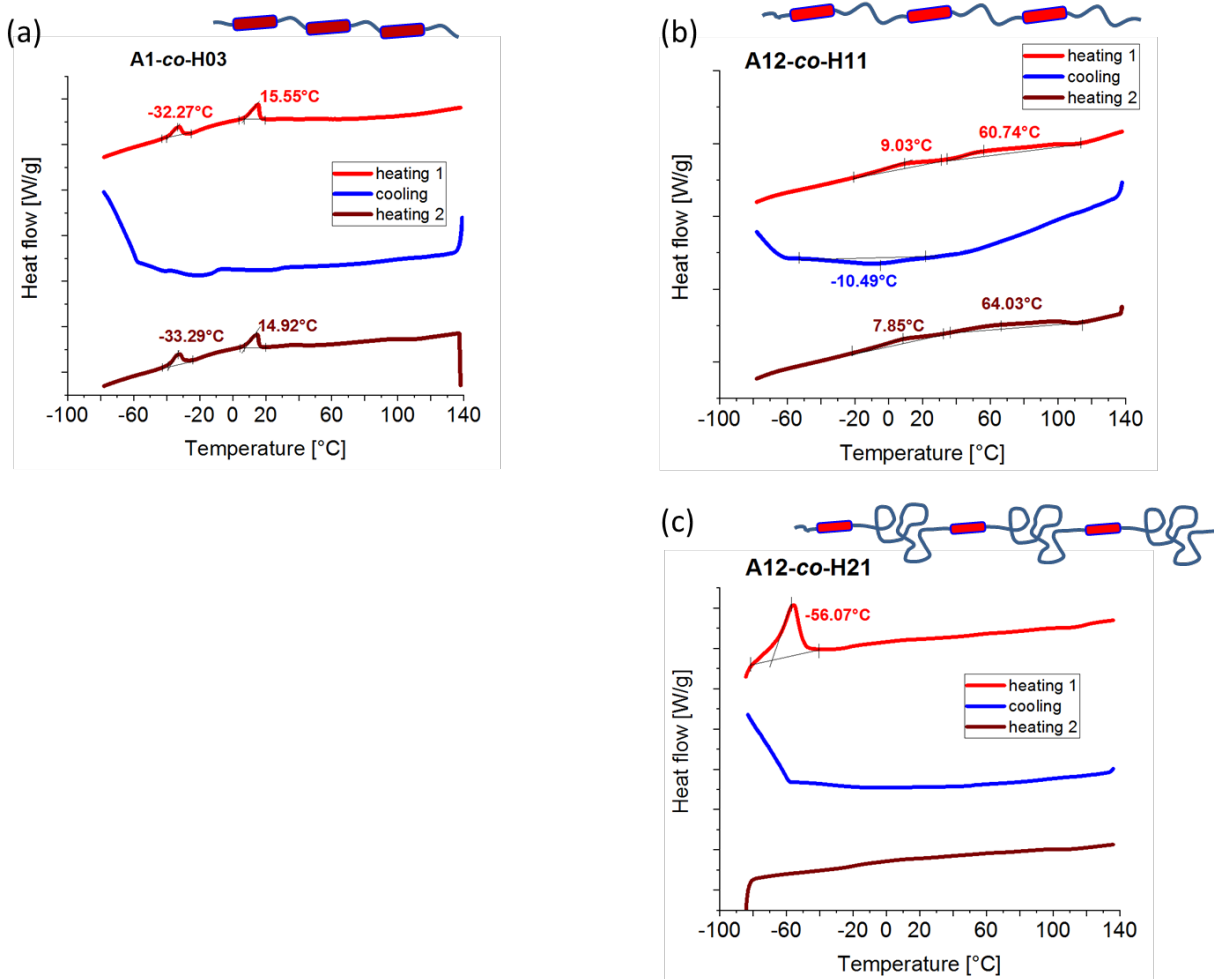 (a)
A1-co-H03
15.55°C
-32.27°C
heating 1
cooling
heating 2
14.92°C
-33.29°C
Heat flow [W/g]
-100 -60 -20 0 20 60 100 140
Temperature [°C]
(b)
A12-co-H11
heating 1
cooling
heating 2
60.74°C
9.03°C
-10.49°C
64.03°C
7.85°C
Heat flow [W/g]
-100 -60 -20 0 20 60 100 140
Temperature [°C]
(c)
A12-co-H21
-56.07°C
heating 1
cooling
heating 2
Heat flow [W/g]
-100 -60 -20 0 20 60 100 140
Temperature [°C]